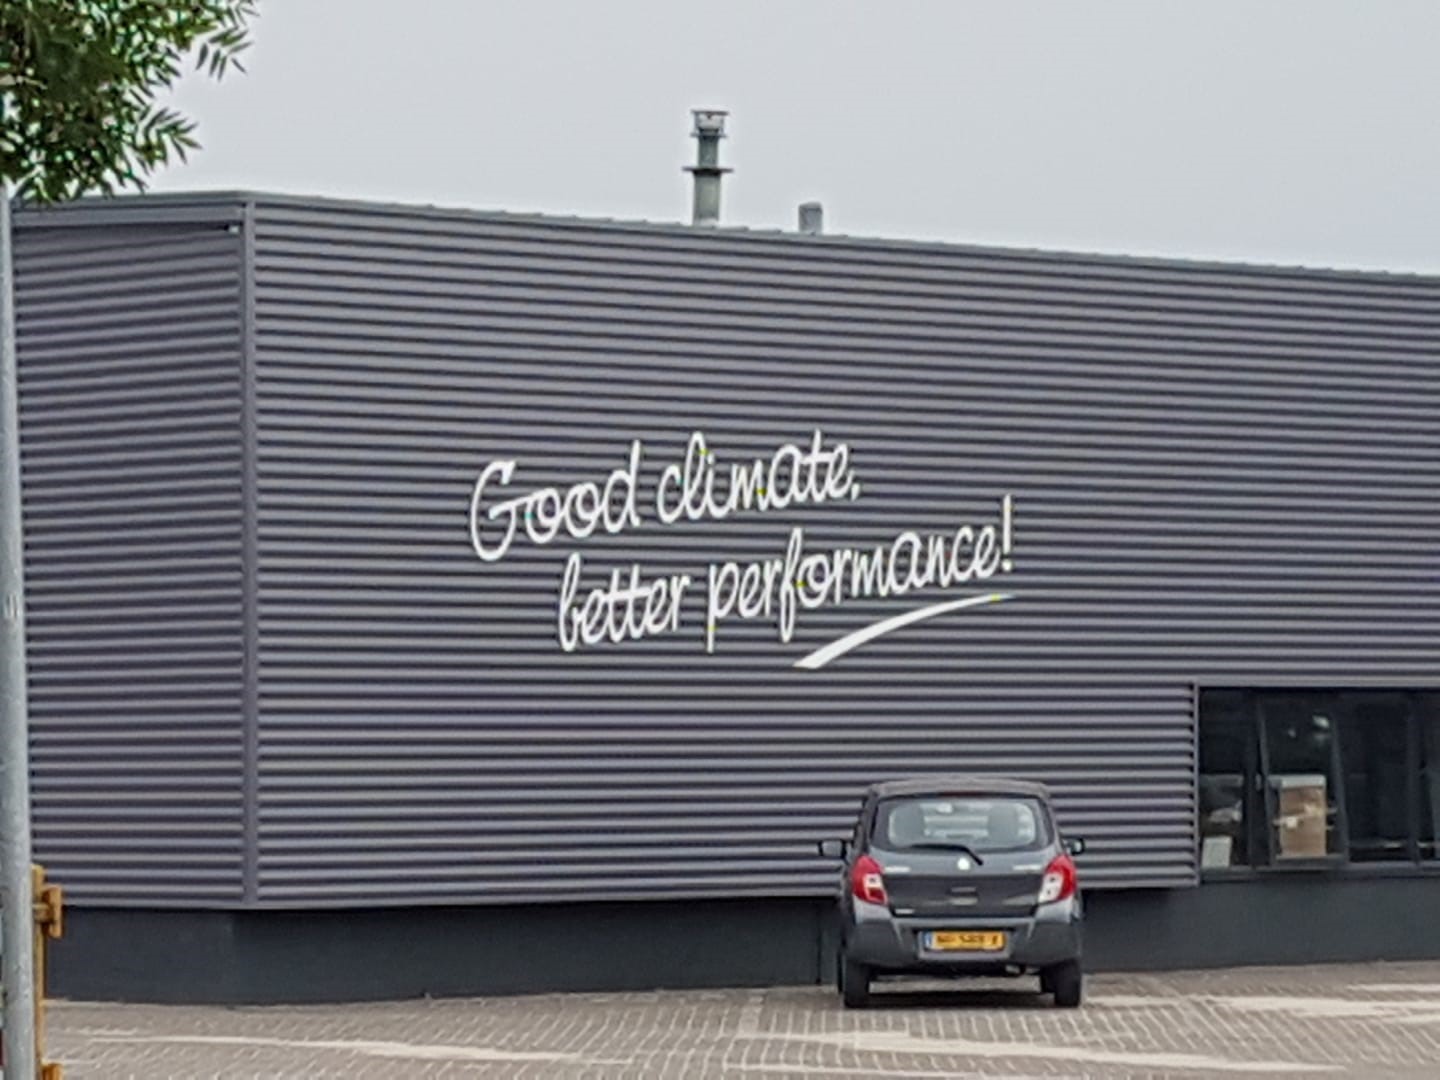 Good climate,
better performance!